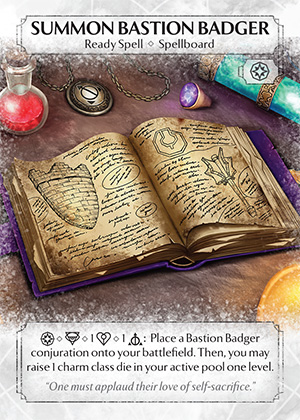 SUMMON BASTION BADGER
Ready Spell ⬦ Spellboard
1 1 : Place a Bastion Badger
conjuration onto your battlefield. Then, you may
raise 1 charm class die in your active pool one level.
"One must applaud their love of self-sacrifice."